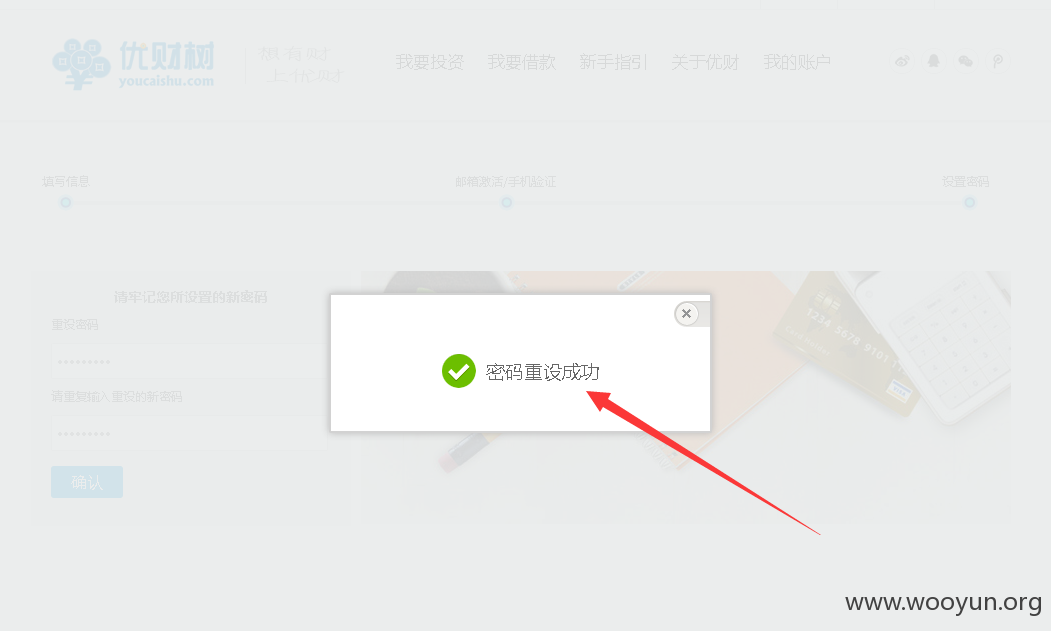 优财树
youcaishu.com
想有财
上优财
我要投资 我要借款 新手指引 关于优财 我的账户
填写信息 邮箱激活/手机验证 设置密码
请牢记您所设置的新密码
重设密码
•••••••••
请重复输入重设的新密码
•••••••••
确认
密码重设成功
1234 5678 9101
www.wooyun.org